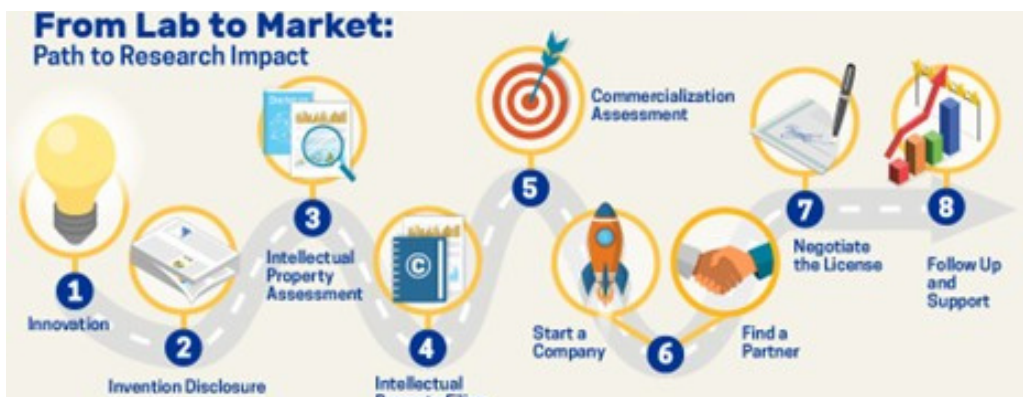 From Lab to Market:
Path to Research Impact
1
Innovation
2
Invention Disclosure
3
Intellectual
Property
Assessment
4
Intellectual
5
Commercialization
Assessment
Start a
Company
6
Find a
Partner
7
Negotiate
the License
8
Follow Up
and
Support